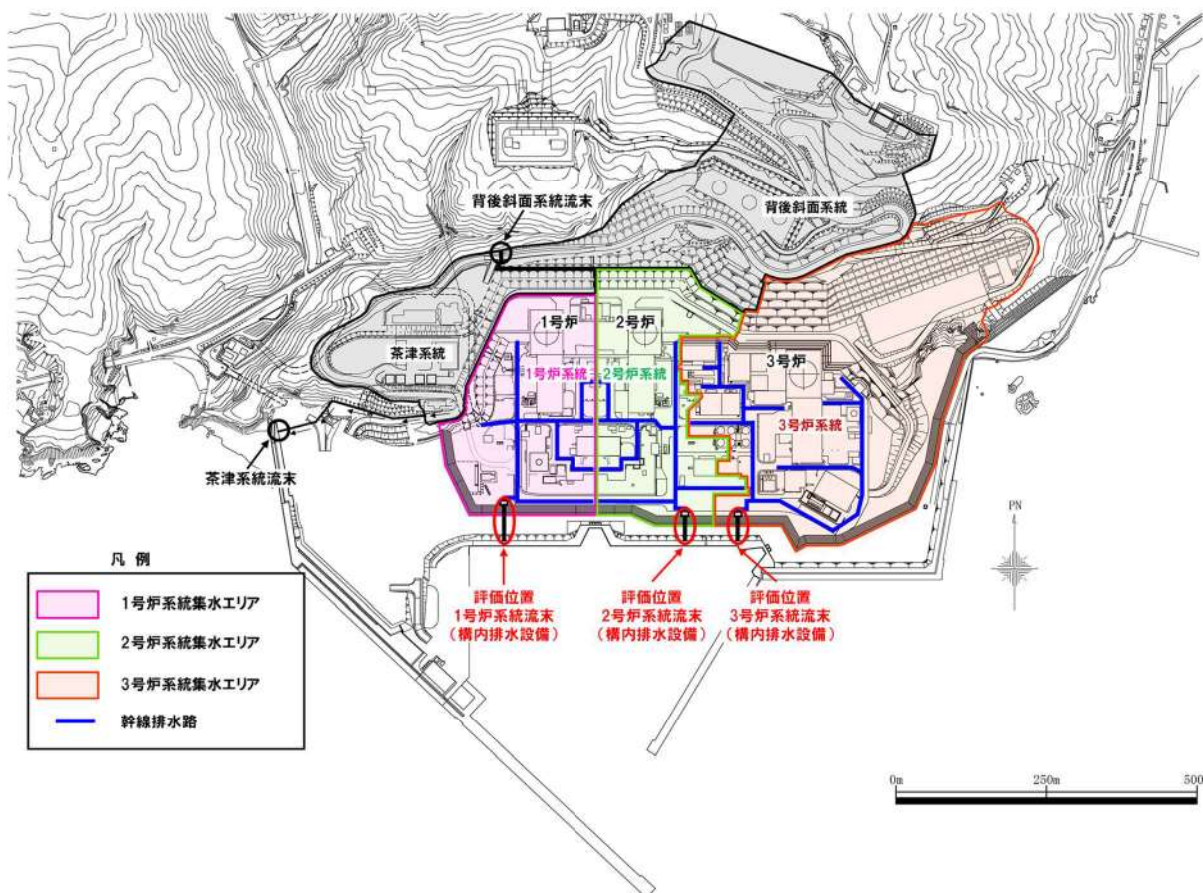 背後斜面系統流末
背後斜面系統
1号炉
2号炉
3号炉
茶津系統
1号炉系統
2号炉系統
3号炉系統
茶津系統流末
PN
評価位置
1号炉系統流末
(構内排水設備)
評価位置
2号炉系統流末
(構内排水設備)
評価位置
3号炉系統流末
(構内排水設備)
凡 例
1号炉系統集水エリア
2号炉系統集水エリア
3号炉系統集水エリア
幹線排水路
0m 250m 500